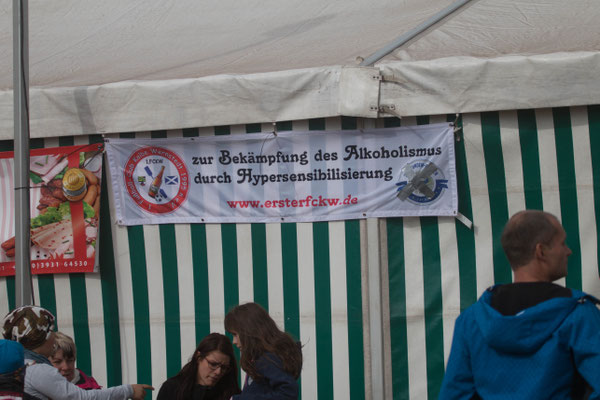 zur Bekämpfung des Alkoholismus
durch Hypersensibilisierung
www.ersterfckw.de